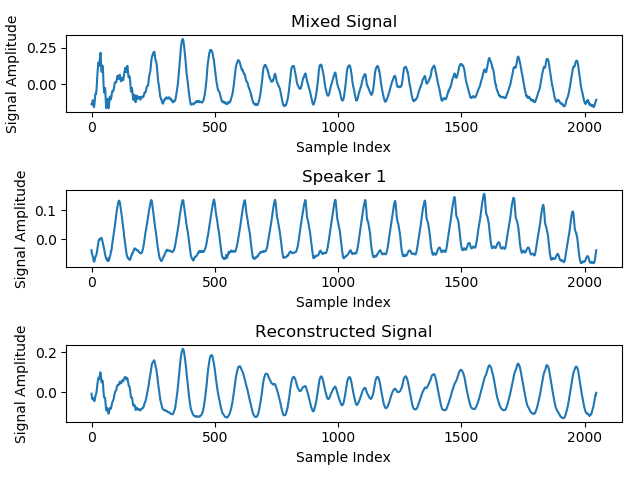 Mixed Signal
Signal Amplitude
0.25
0.00
0
500
1000
1500
2000
Sample Index
Speaker 1
Signal Amplitude
0.1
0.0
0
500
1000
1500
2000
Sample Index
Reconstructed Signal
Signal Amplitude
0.2
0.0
0
500
1000
1500
2000
Sample Index